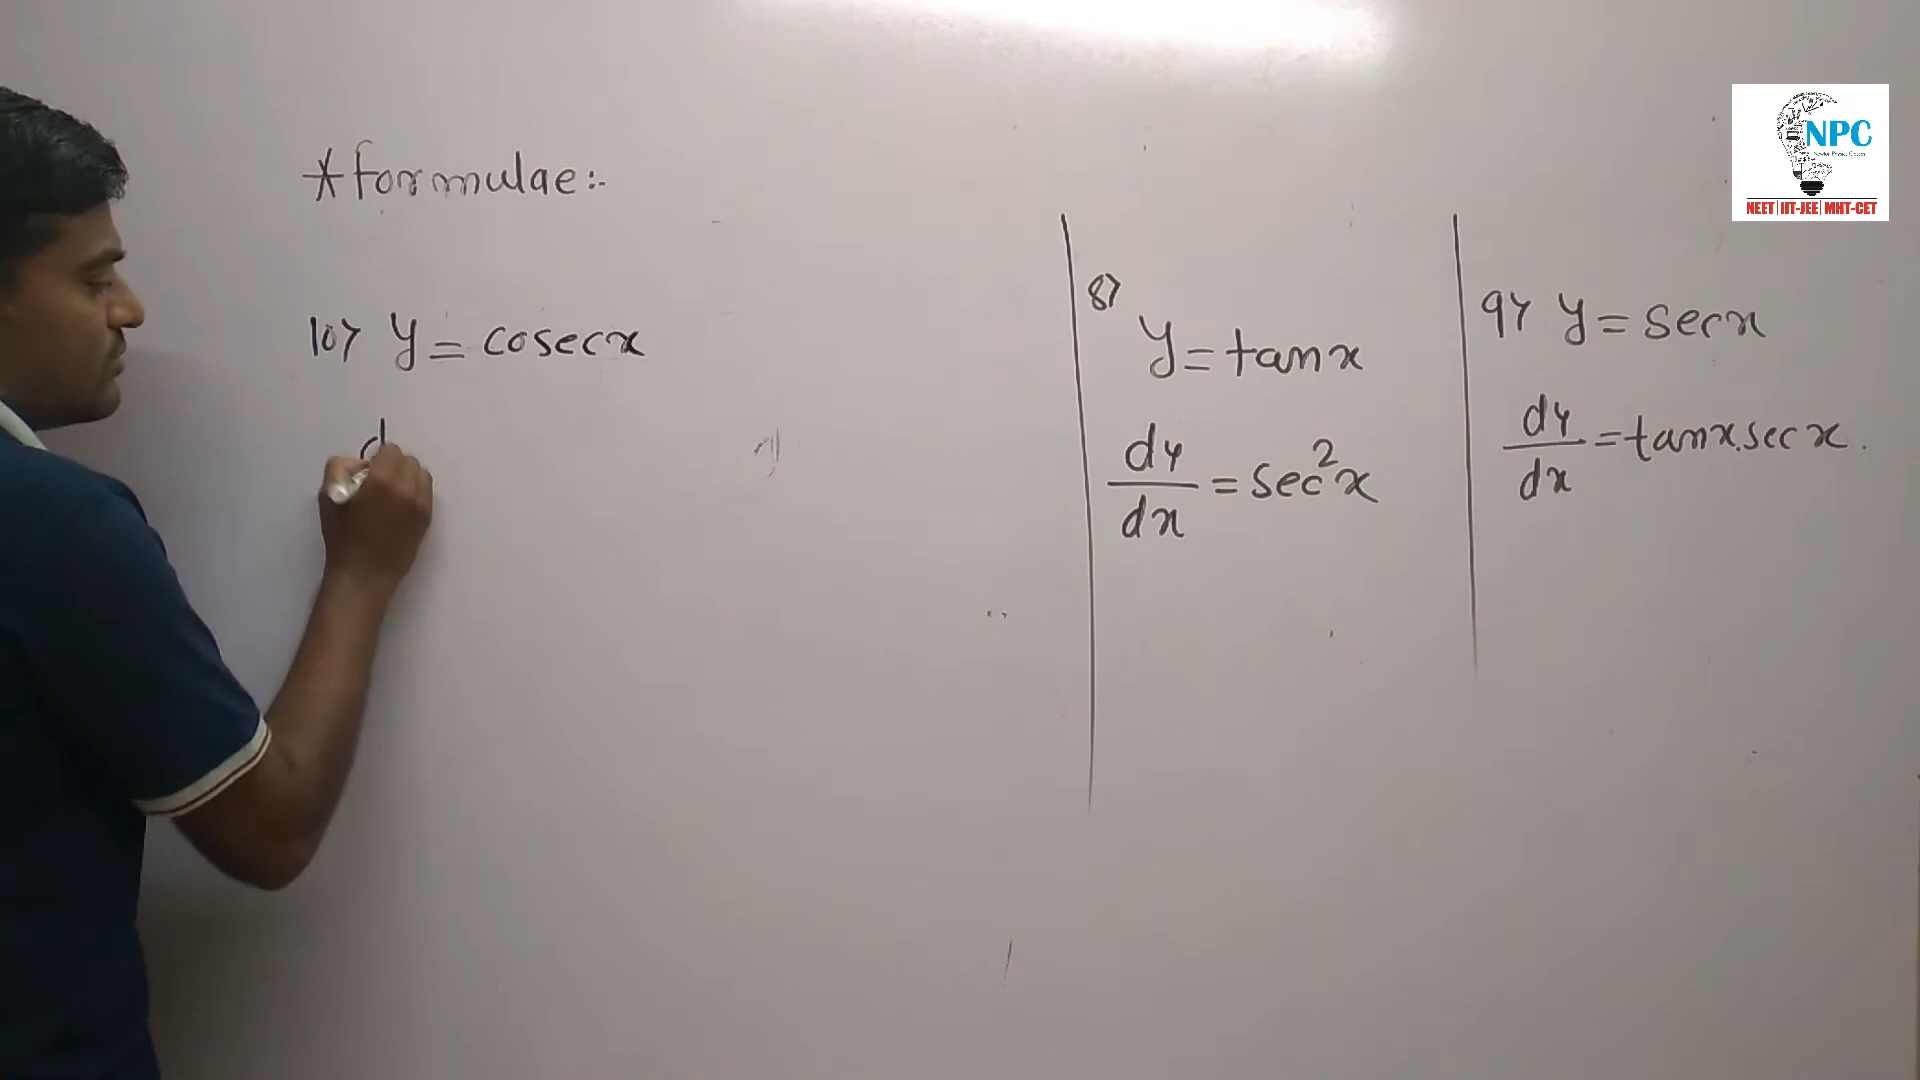 * formulae:-
10> y = cosecx
d
8>
y = tanx
dy
dx
= sec²x
9> y = secx
dy
dx
= tanx.secx.
NPC
NEET | IIT-JEE | MHT-CET